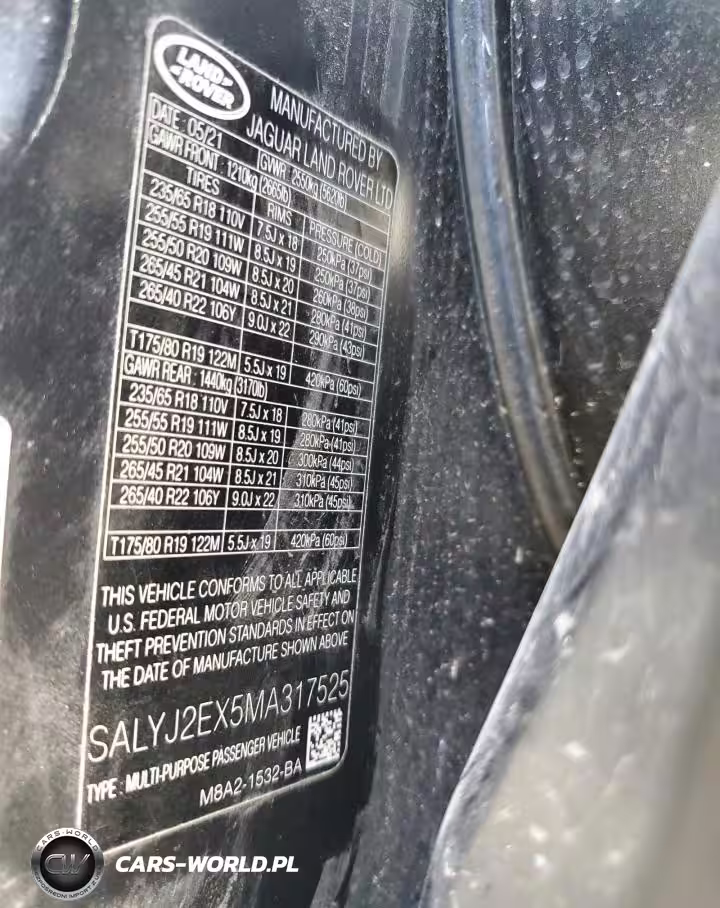 LAND ROVER
MANUFACTURED BY
JAGUAR LAND ROVER LTD
DATE: 05/21 GVWR: 2550kg (5620lb)
GAWR FRONT: 1210kg (2665lb)
TIRES RIMS PRESSURE (COLD)
235/65 R18 110V 7.5J x 18 250kPa (37psi)
255/55 R19 111W 8.5J x 19 250kPa (37psi)
255/50 R20 109W 8.5J x 20 260kPa (38psi)
265/45 R21 104W 8.5J x 21 280kPa (41psi)
265/40 R22 106Y 9.0J x 22 290kPa (43psi)
T175/80 R19 122M 5.5J x 19 420kPa (60psi)
GAWR REAR: 1440kg (3170lb)
235/65 R18 110V 7.5J x 18 280kPa (41psi)
255/55 R19 111W 8.5J x 19 280kPa (41psi)
255/50 R20 109W 8.5J x 20 300kPa (44psi)
265/45 R21 104W 8.5J x 21 310kPa (45psi)
265/40 R22 106Y 9.0J x 22 310kPa (45psi)
T175/80 R19 122M 5.5J x 19 420kPa (60psi)
THIS VEHICLE CONFORMS TO ALL APPLICABLE
U.S. FEDERAL MOTOR VEHICLE SAFETY AND
THEFT PREVENTION STANDARDS IN EFFECT ON
THE DATE OF MANUFACTURE SHOWN ABOVE
SALYJ2EX5MA317525
TYPE: MULTI-PURPOSE PASSENGER VEHICLE
M8A2-1532-BA
CARS-WORLD
CW
CARS-WORLD.PL